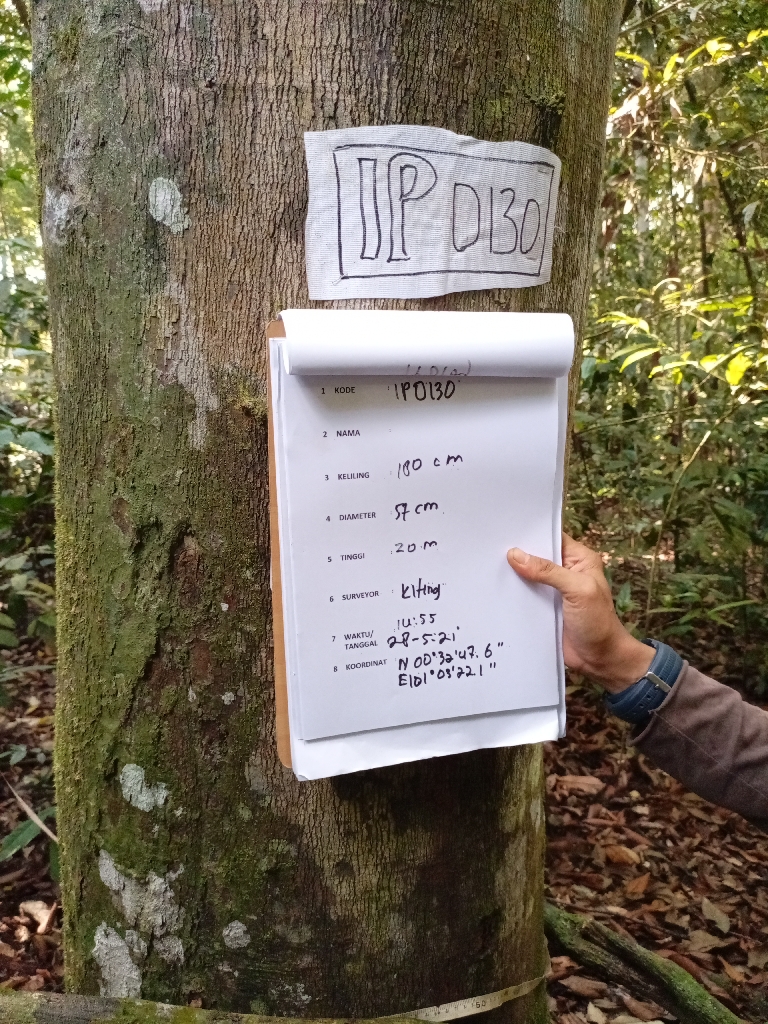 IP 0130
1 KODE : IP0130
2 NAMA
3 KELILING : 180 cm
4 DIAMETER : 57 cm
5 TINGGI : 20 m
6 SURVEYOR : Kiting
7 WAKTU/ TANGGAL 14:55
28-5-21
8 KOORDINAT N 00°32'47.6"
E101°03'22.1"